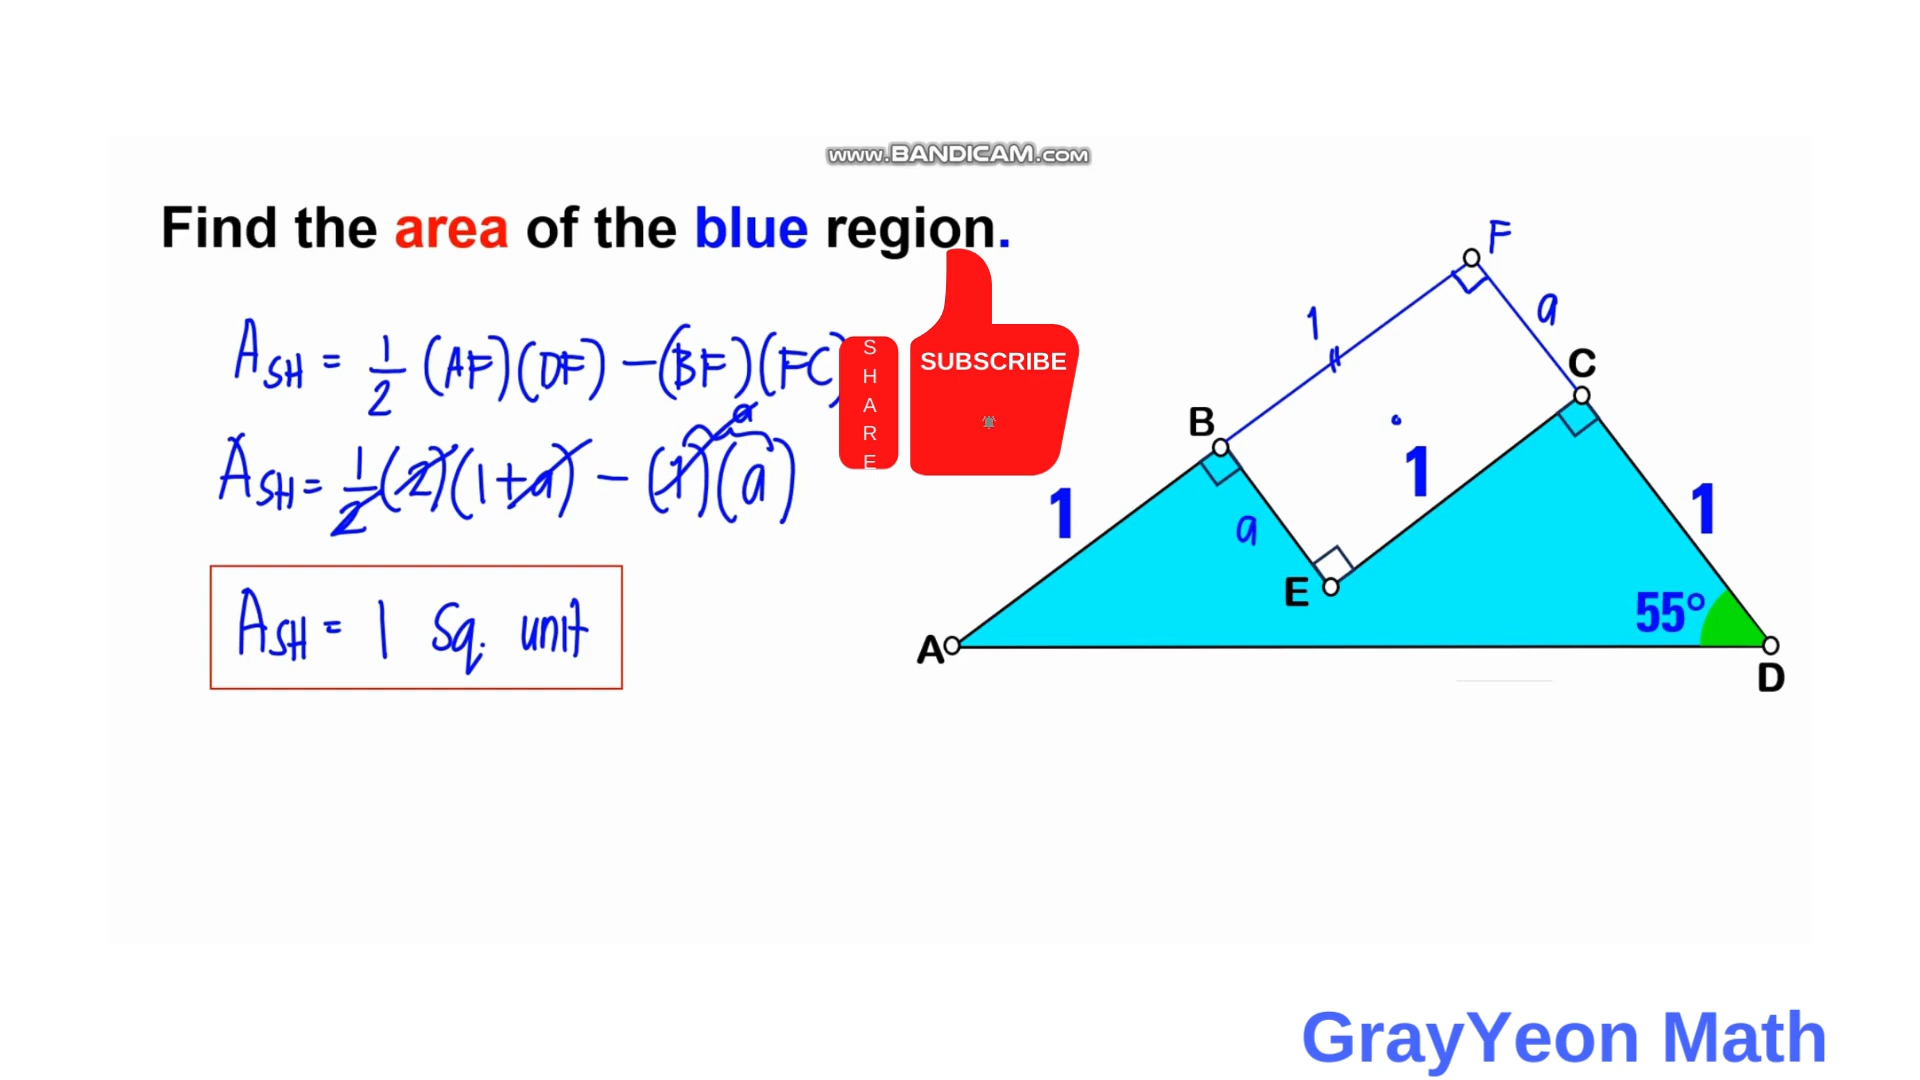 www.BANDICAM.com
Find the area of the blue region.
A_SH = 1/2 (AF)(DF) - (BF)(FC)
a
A_SH = 1/2 (2)(1+a) - (1)(a)
A_SH = 1 sq. unit
SHARE
SUBSCRIBE
F
1
a
C
B
1
1
1
a
E
55°
A
D
GrayYeon Math